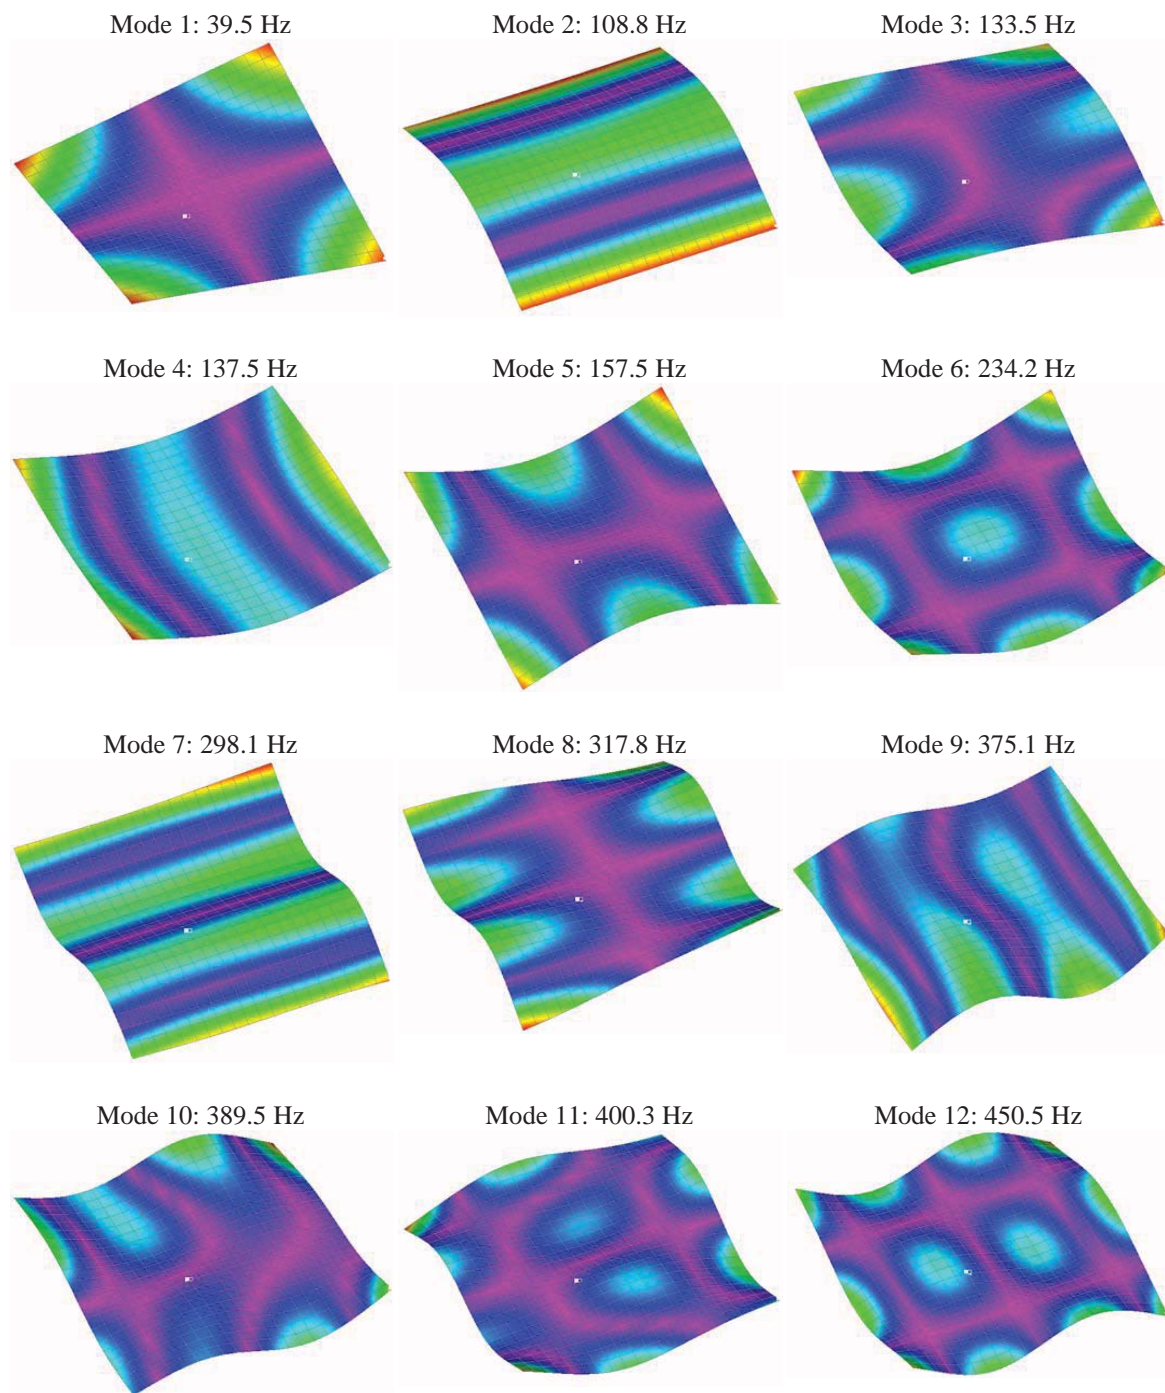 Mode 1: 39.5 Hz
Mode 2: 108.8 Hz
Mode 3: 133.5 Hz
Mode 4: 137.5 Hz
Mode 5: 157.5 Hz
Mode 6: 234.2 Hz
Mode 7: 298.1 Hz
Mode 8: 317.8 Hz
Mode 9: 375.1 Hz
Mode 10: 389.5 Hz
Mode 11: 400.3 Hz
Mode 12: 450.5 Hz